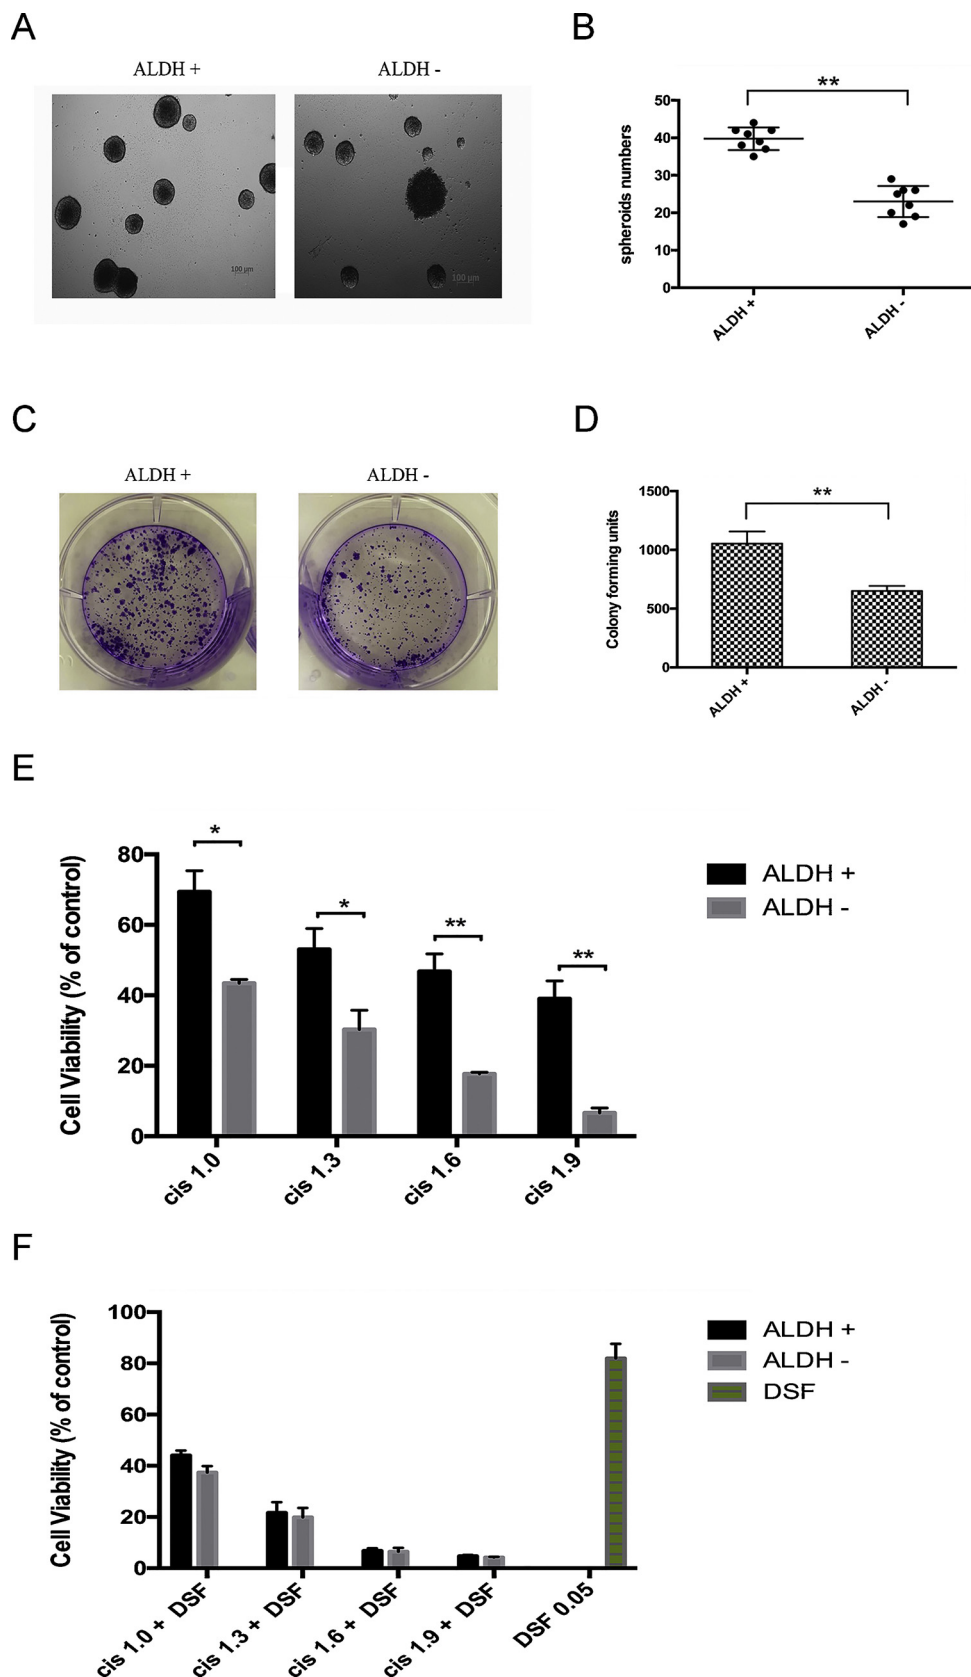 A
ALDH +
ALDH -
100 µm
100 µm
B
**
50
40
30
20
10
0
spheroids numbers
ALDH +
ALDH -
C
ALDH +
ALDH -
D
**
1500
1000
500
0
Colony forming units
ALDH +
ALDH -
E
*
*
**
**
80
60
40
20
0
Cell Viability (% of control)
cis 1.0
cis 1.3
cis 1.6
cis 1.9
ALDH +
ALDH -
F
100
80
60
40
20
0
Cell Viability (% of control)
cis 1.0 + DSF
cis 1.3 + DSF
cis 1.6 + DSF
cis 1.9 + DSF
DSF 0.05
ALDH +
ALDH -
DSF